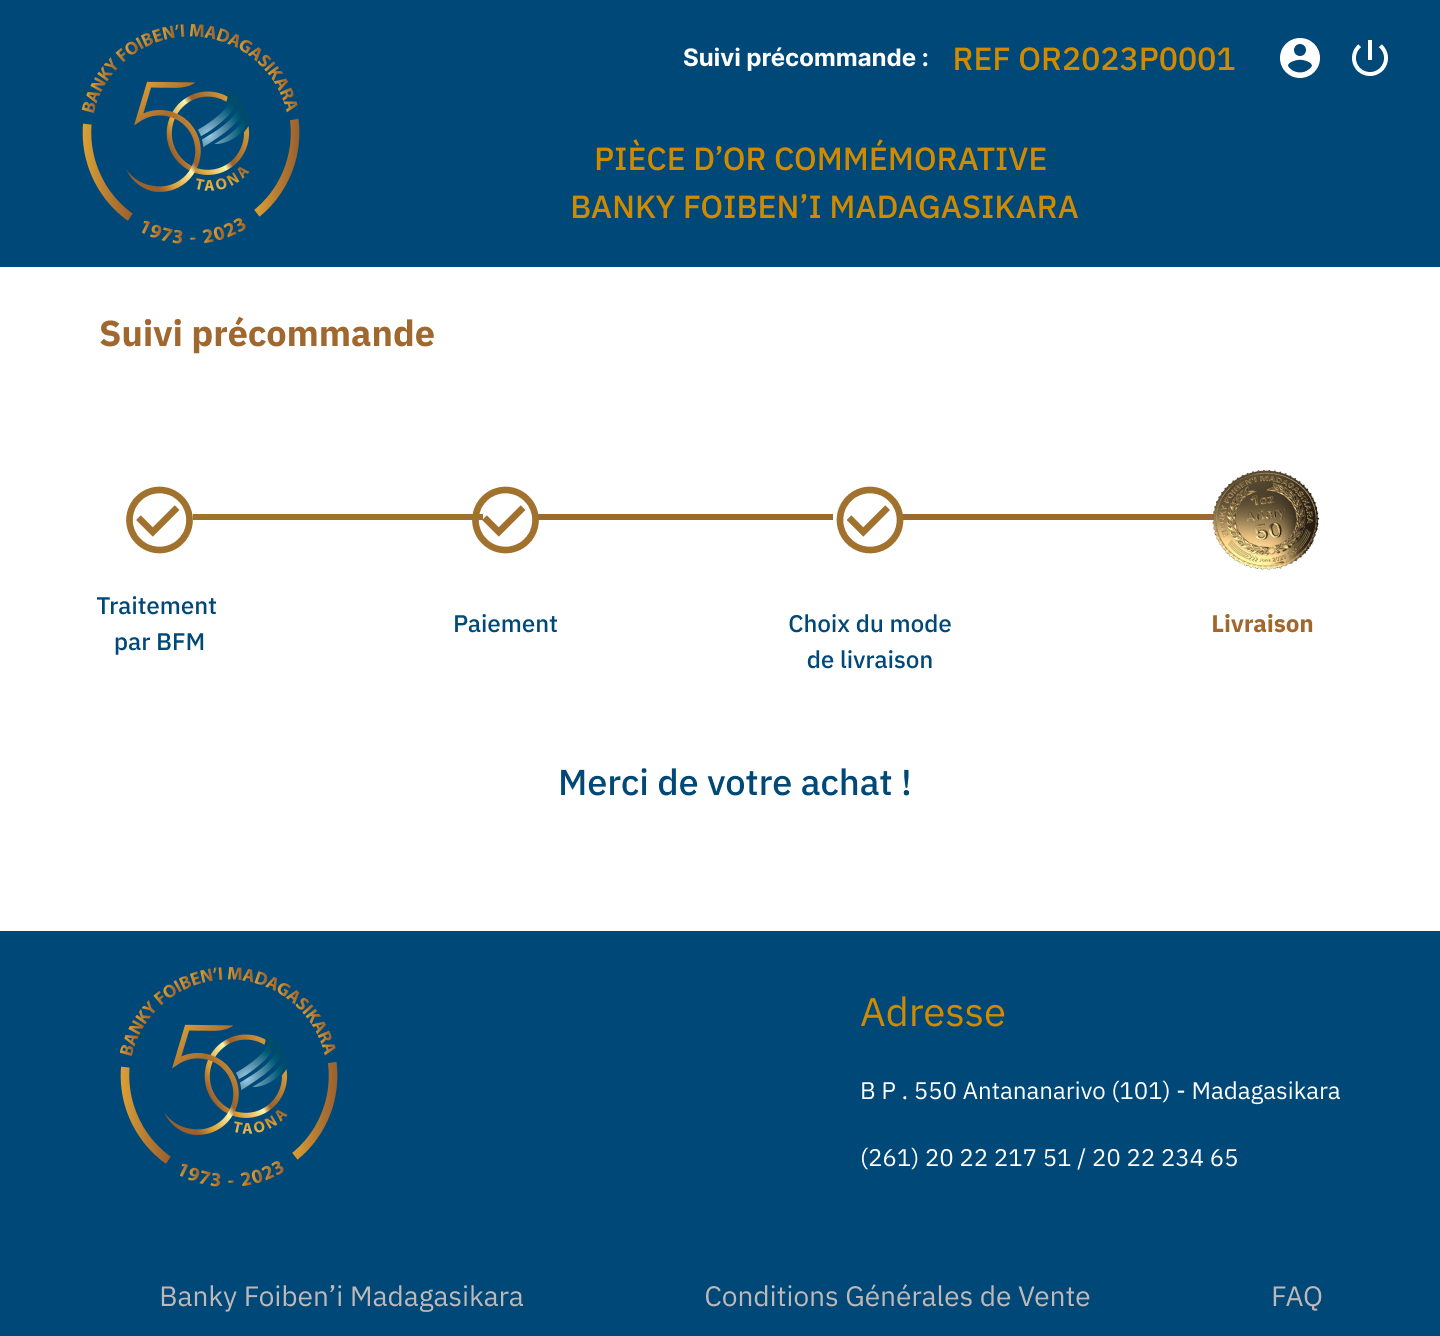 BANKY FOIBEN'I MADAGASIKARA
50
TAONA
1973 - 2023
Suivi précommande : REF OR2023P0001
PIÈCE D’OR COMMÉMORATIVE
BANKY FOIBEN’I MADAGASIKARA
Suivi précommande
1oz
50
Traitement
par BFM
Paiement
Choix du mode
de livraison
Livraison
Merci de votre achat !
BANKY FOIBEN'I MADAGASIKARA
50
TAONA
1973 - 2023
Adresse
B P . 550 Antananarivo (101) - Madagasikara
(261) 20 22 217 51 / 20 22 234 65
Banky Foiben’i Madagasikara
Conditions Générales de Vente
FAQ